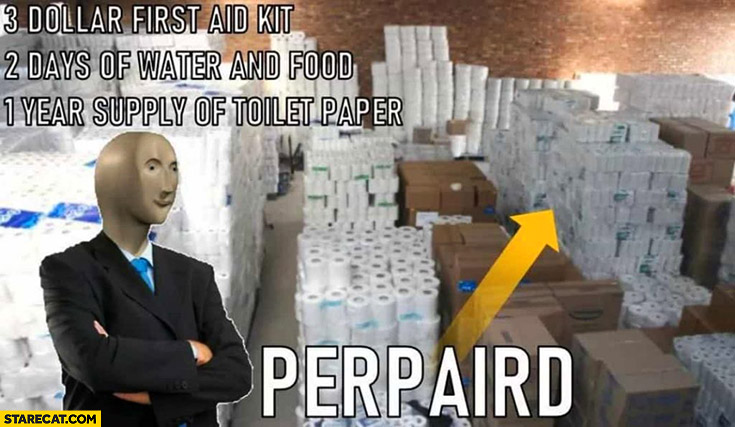 3 DOLLAR FIRST AID KIT
2 DAYS OF WATER AND FOOD
1 YEAR SUPPLY OF TOILET PAPER
PERPAIRD
STARECAT.COM